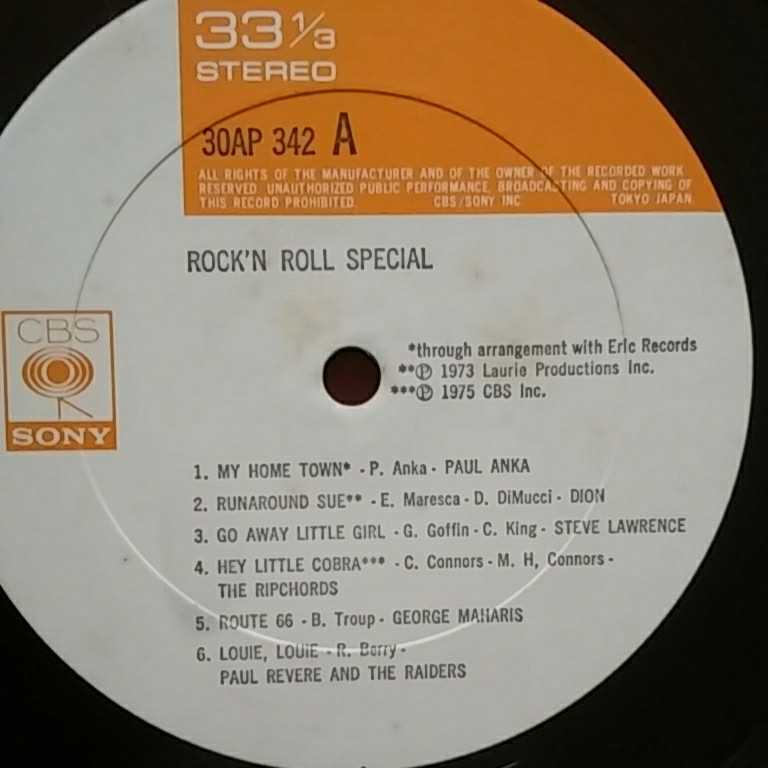 33 1/3
STEREO
30AP 342 A
ALL RIGHTS OF THE MANUFACTURER AND OF THE OWNER OF THE RECORDED WORK
RESERVED. UNAUTHORIZED PUBLIC PERFORMANCE, BROADCASTING AND COPYING OF
THIS RECORD PROHIBITED. CBS/SONY INC. TOKYO JAPAN
ROCK'N ROLL SPECIAL
CBS
SONY
*through arrangement with Eric Records
**Ⓟ 1973 Laurie Productions Inc.
***Ⓟ 1975 CBS Inc.
1. MY HOME TOWN* - P. Anka - PAUL ANKA
2. RUNAROUND SUE** - E. Maresca - D. DiMucci - DION
3. GO AWAY LITTLE GIRL - G. Goffin - C. King - STEVE LAWRENCE
4. HEY LITTLE COBRA*** - C. Connors - M. H, Connors -
THE RIPCHORDS
5. ROUTE 66 - B. Troup - GEORGE MAHARIS
6. LOUIE, LOUIE - R. Berry -
PAUL REVERE AND THE RAIDERS